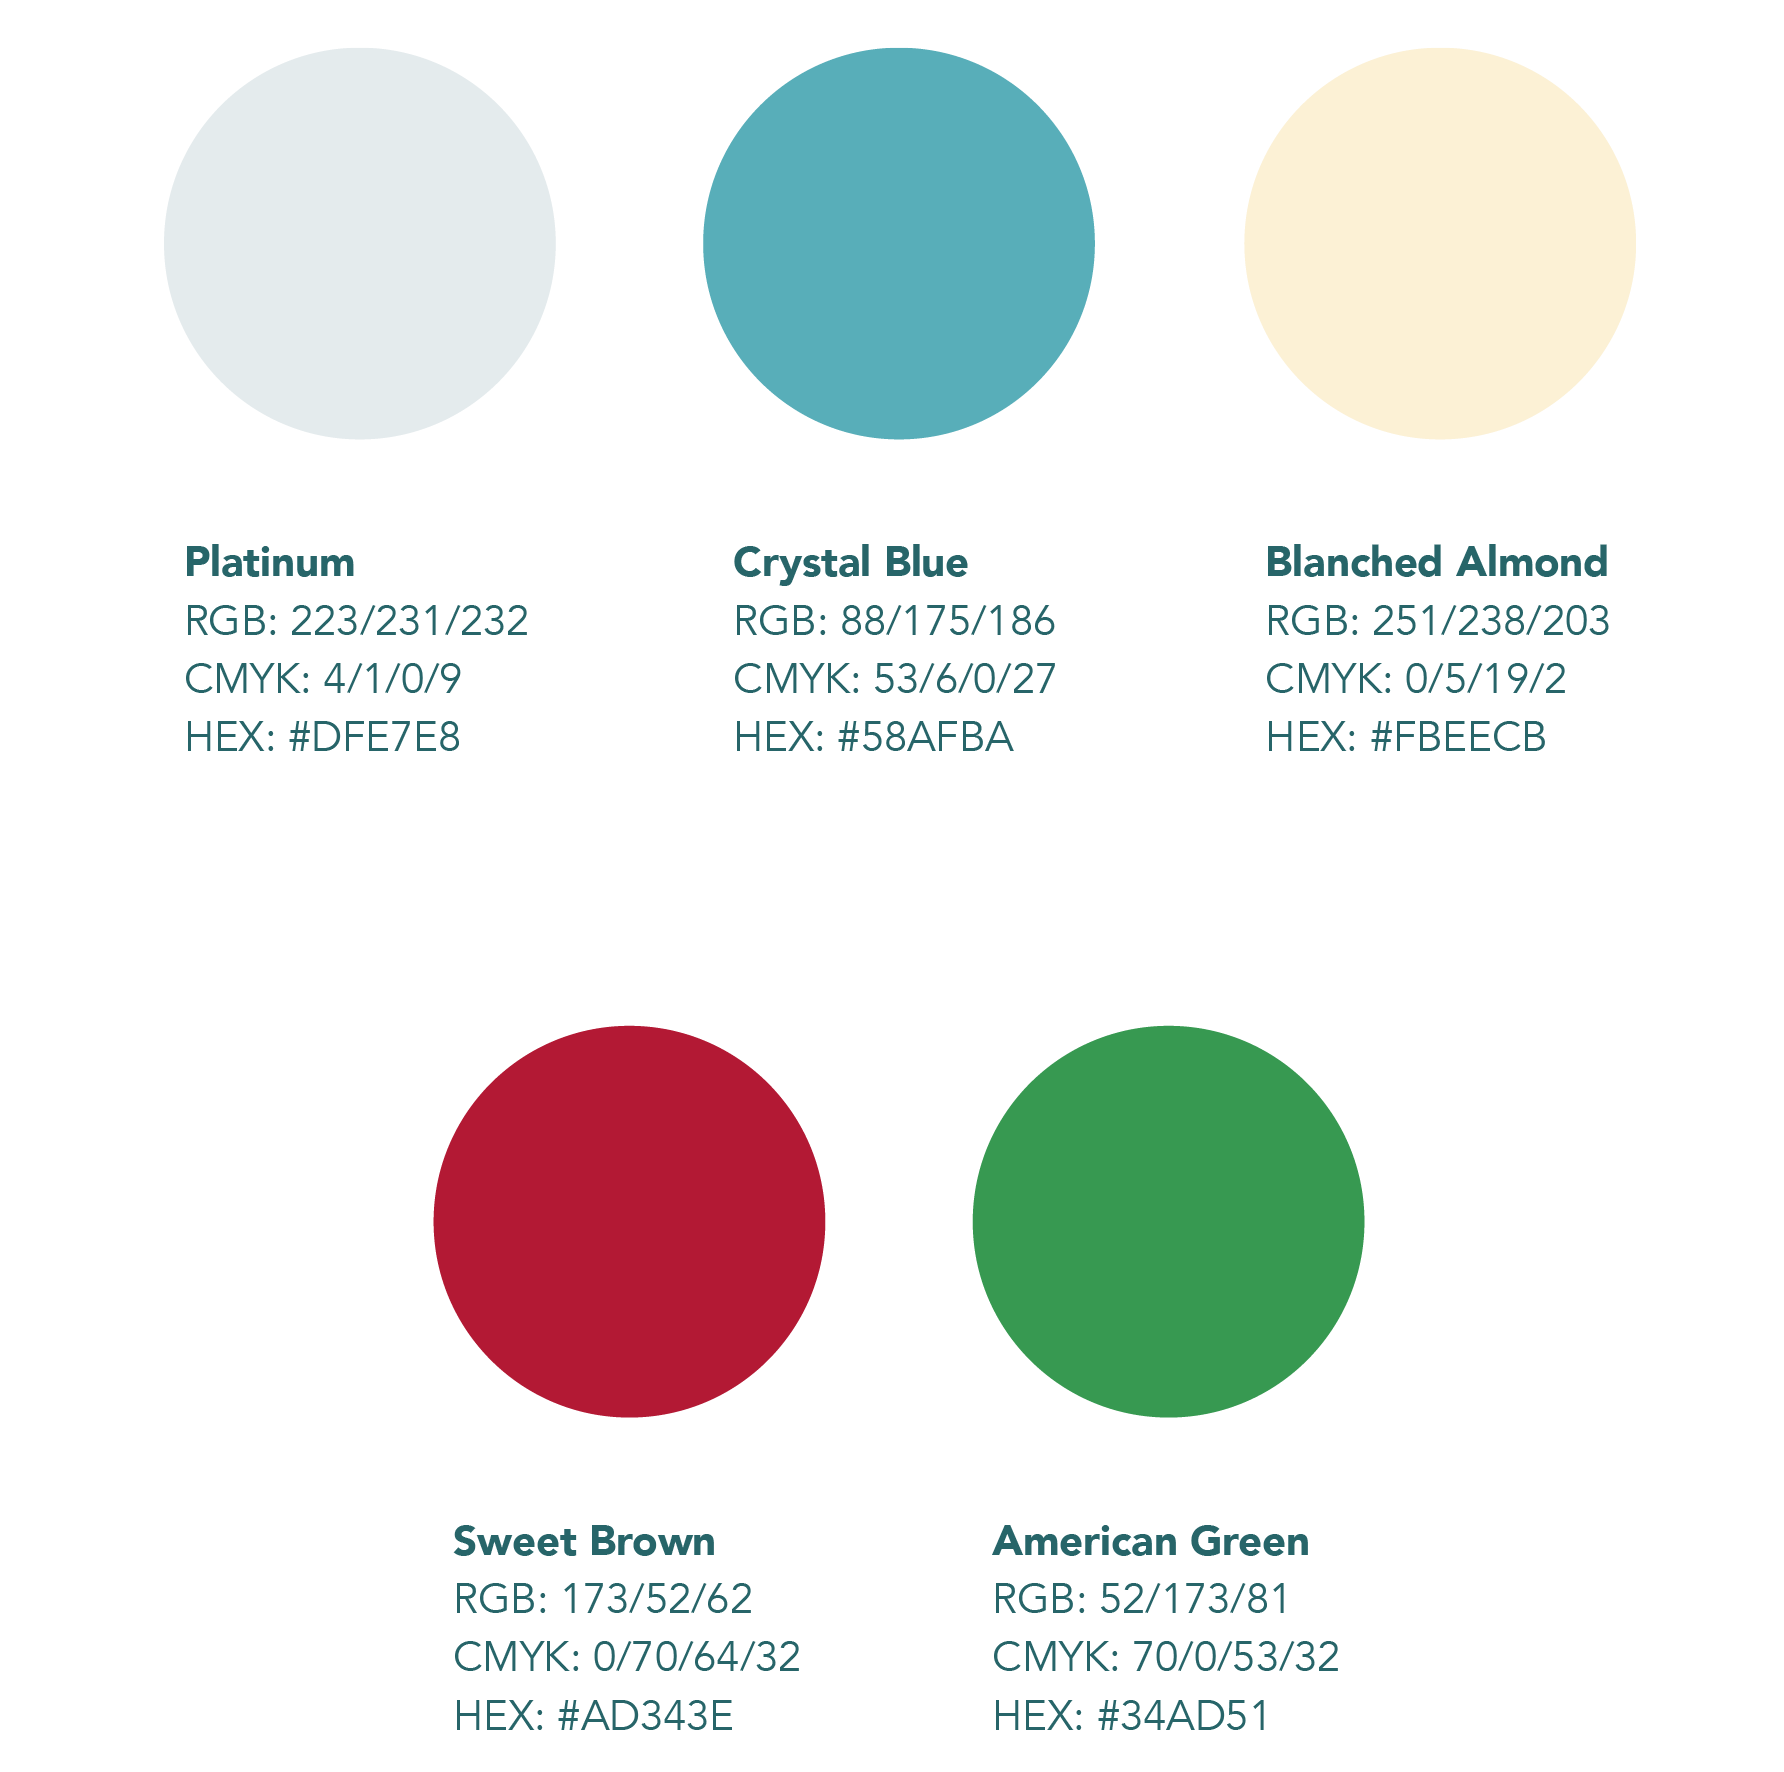 Platinum
RGB: 223/231/232
CMYK: 4/1/0/9
HEX: #DFE7E8
Crystal Blue
RGB: 88/175/186
CMYK: 53/6/0/27
HEX: #58AFBA
Blanched Almond
RGB: 251/238/203
CMYK: 0/5/19/2
HEX: #FBEECB
Sweet Brown
RGB: 173/52/62
CMYK: 0/70/64/32
HEX: #AD343E
American Green
RGB: 52/173/81
CMYK: 70/0/53/32
HEX: #34AD51